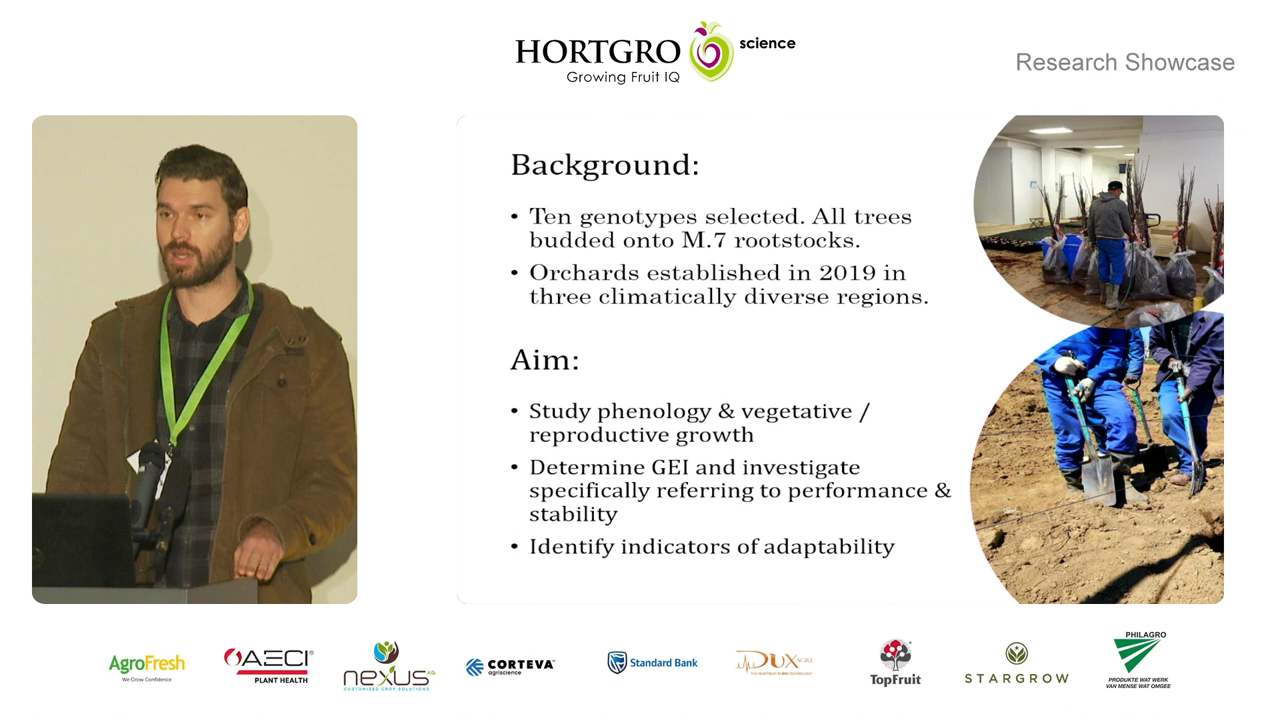 HORTGRO science
Growing Fruit IQ
Research Showcase
Background:
• Ten genotypes selected. All trees
budded onto M.7 rootstocks.
• Orchards established in 2019 in
three climatically diverse regions.
Aim:
• Study phenology & vegetative /
reproductive growth
• Determine GEI and investigate
specifically referring to performance &
stability
• Identify indicators of adaptability
AgroFresh
We Grow Confidence
AECI
PLANT HEALTH
nexus AG
CUSTOMISED CROP SOLUTIONS
CORTEVA
agriscience
Standard Bank
DUX AGRI
TopFruit
STARGROW
PHILAGRO
PRODUKTE WAT WERK
VAN MENSE WAT OMGEE